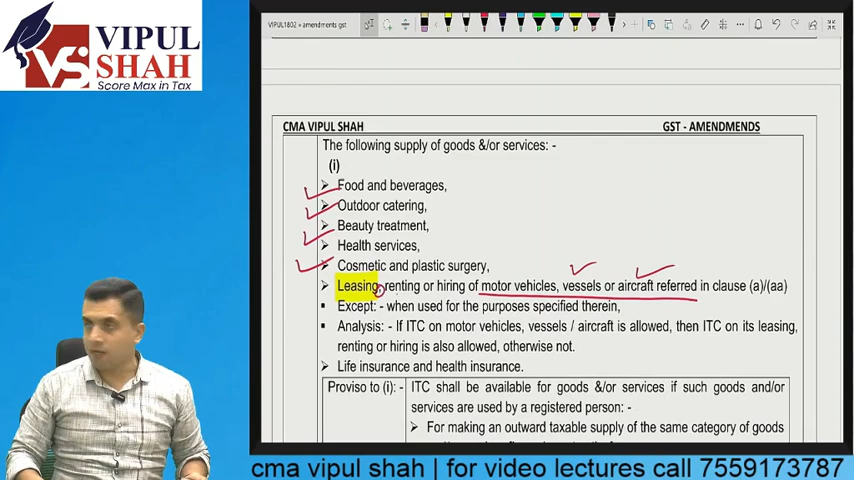 VIPUL1802 + amendments gst
VIPUL
SHAH
VS
Score Max in Tax
CMA VIPUL SHAH
GST - AMENDMENDS
The following supply of goods &/or services: -
(i)
➢ Food and beverages,
➢ Outdoor catering,
➢ Beauty treatment,
➢ Health services,
➢ Cosmetic and plastic surgery,
➢ Leasing, renting or hiring of motor vehicles, vessels or aircraft referred in clause (a)/(aa)
▪ Except: - when used for the purposes specified therein,
▪ Analysis: - If ITC on motor vehicles, vessels / aircraft is allowed, then ITC on its leasing,
renting or hiring is also allowed, otherwise not.
➢ Life insurance and health insurance.
Proviso to (i): -
ITC shall be available for goods &/or services if such goods and/or
services are used by a registered person: -
➢ For making an outward taxable supply of the same category of goods
cma vipul shah | for video lectures call 7559173787